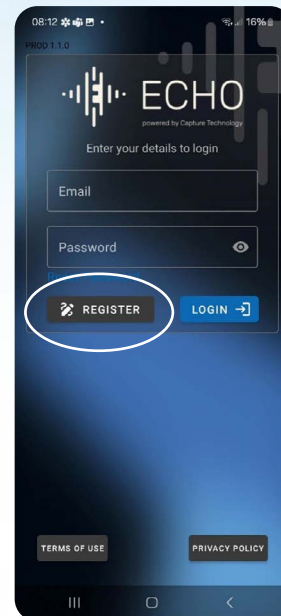 08:12 16%
PROD 1.1.0
ECHO
powered by Capture Technology
Enter your details to login
Email
Password
REGISTER LOGIN
TERMS OF USE PRIVACY POLICY